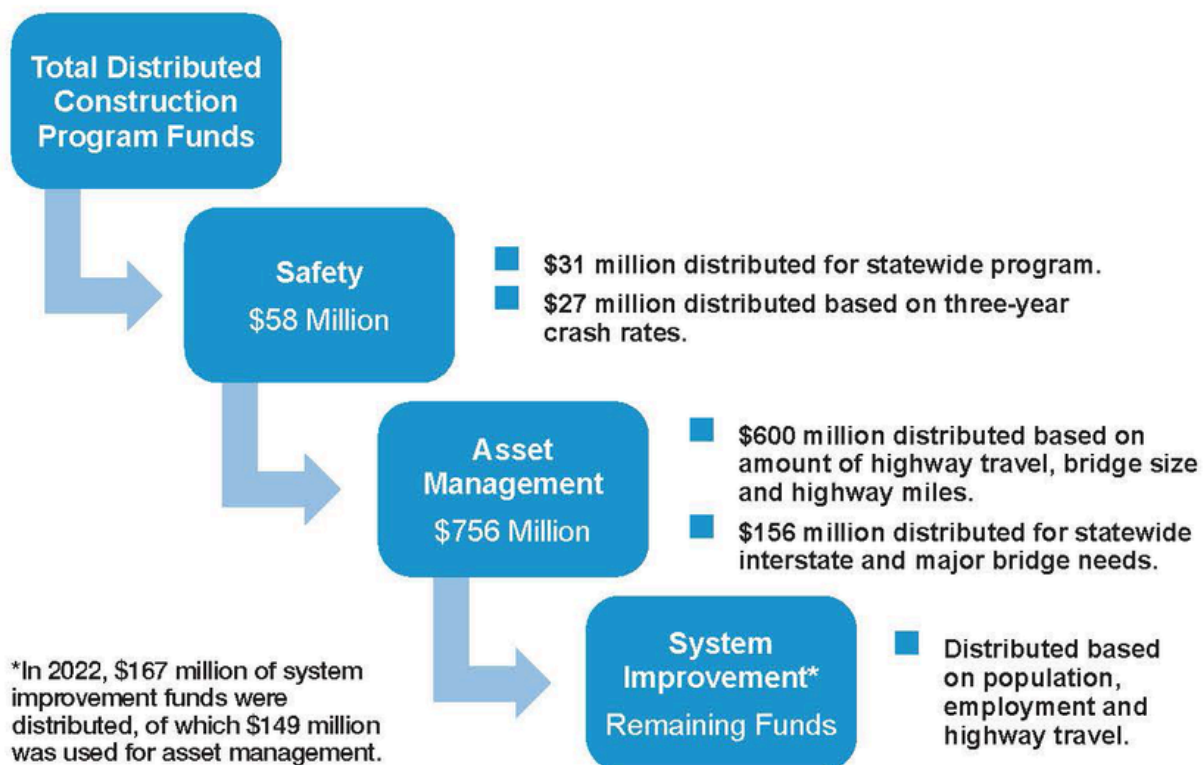 Total Distributed
Construction
Program Funds
Safety
$58 Million
$31 million distributed for statewide program.
$27 million distributed based on three-year
crash rates.
Asset
Management
$756 Million
$600 million distributed based on
amount of highway travel, bridge size
and highway miles.
$156 million distributed for statewide
interstate and major bridge needs.
System
Improvement*
Remaining Funds
Distributed based
on population,
employment and
highway travel.
*In 2022, $167 million of system
improvement funds were
distributed, of which $149 million
was used for asset management.